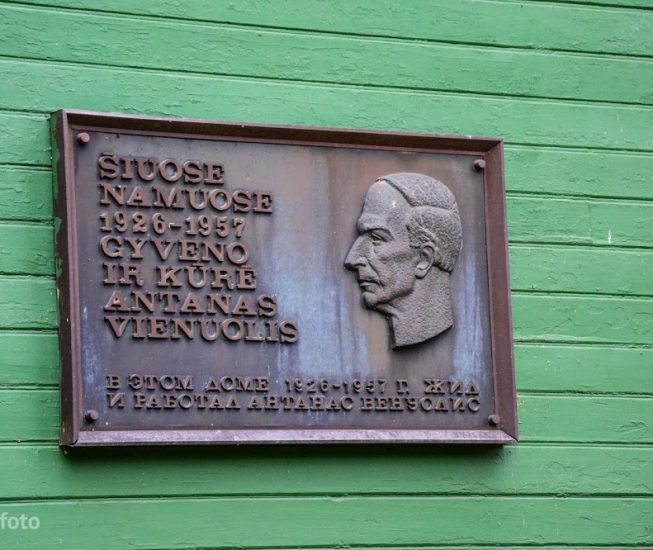 ŠIUOSE
NAMUOSE
1926-1957
GYVENO
IR KŪRĖ
ANTANAS
VIENUOLIS
В ЭТОМ ДОМЕ 1926-1957 Г. ЖИЛ
И РАБОТАЛ АНТАНАС ВЕНУОЛИС
foto